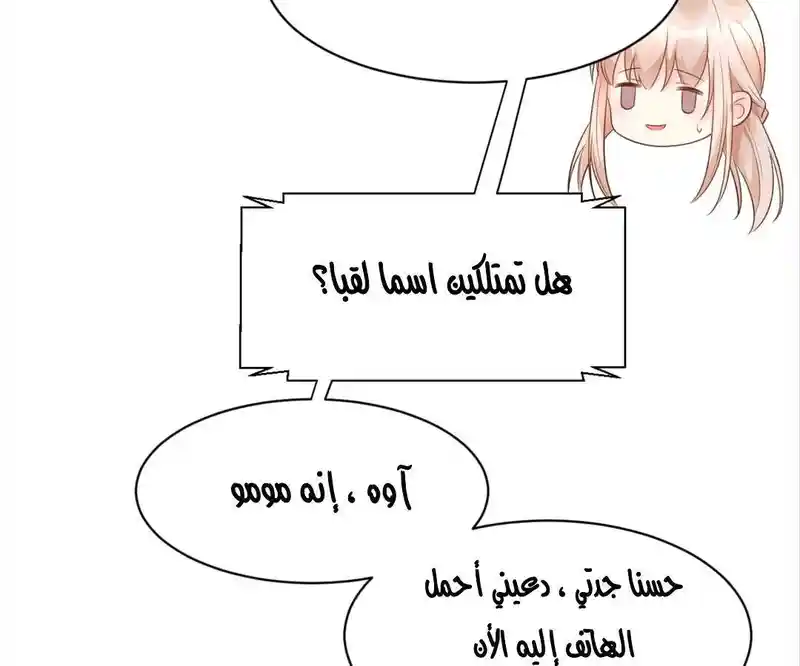 هل تمتلكين اسما لقبا؟
آوه ، إنه مومو
حسنا جدتي ، دعيني أحمل
الهاتف إليه الأن